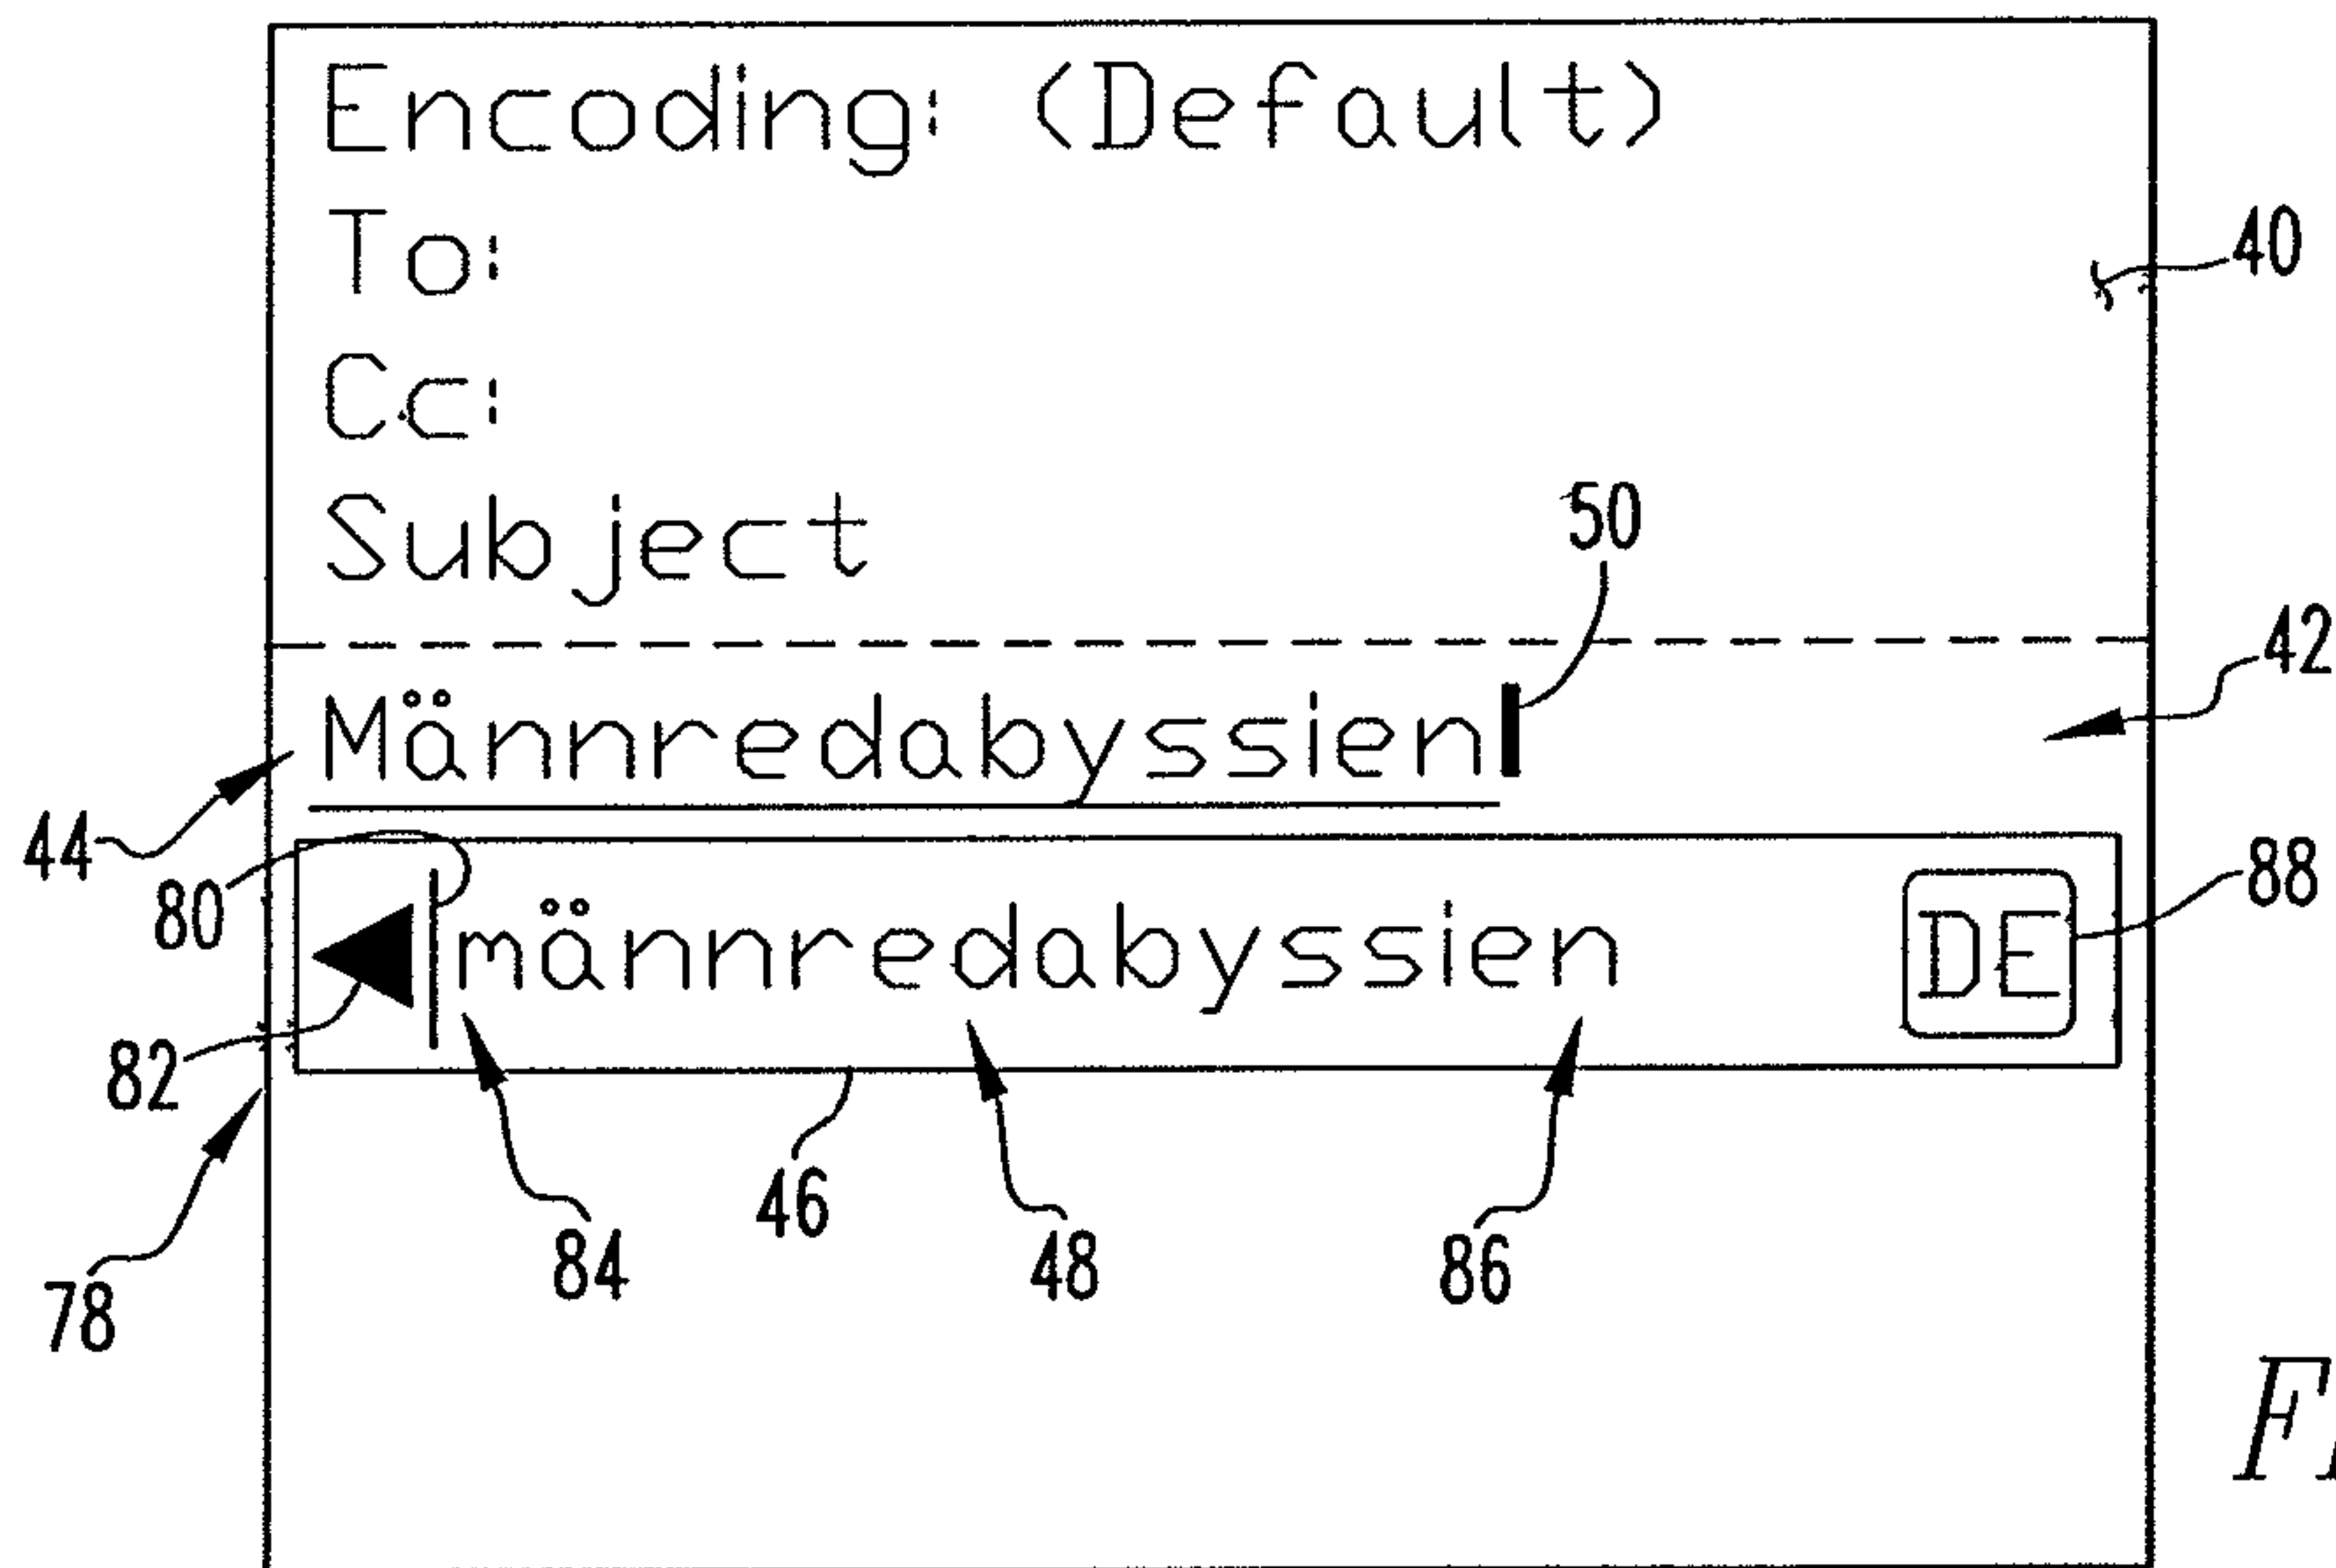 Encoding: (Default)
To:
40
Cc:
Subject
50
42
Männredabyssien
44
80
88
männredabyssien DE
82
46
84
48
86
78